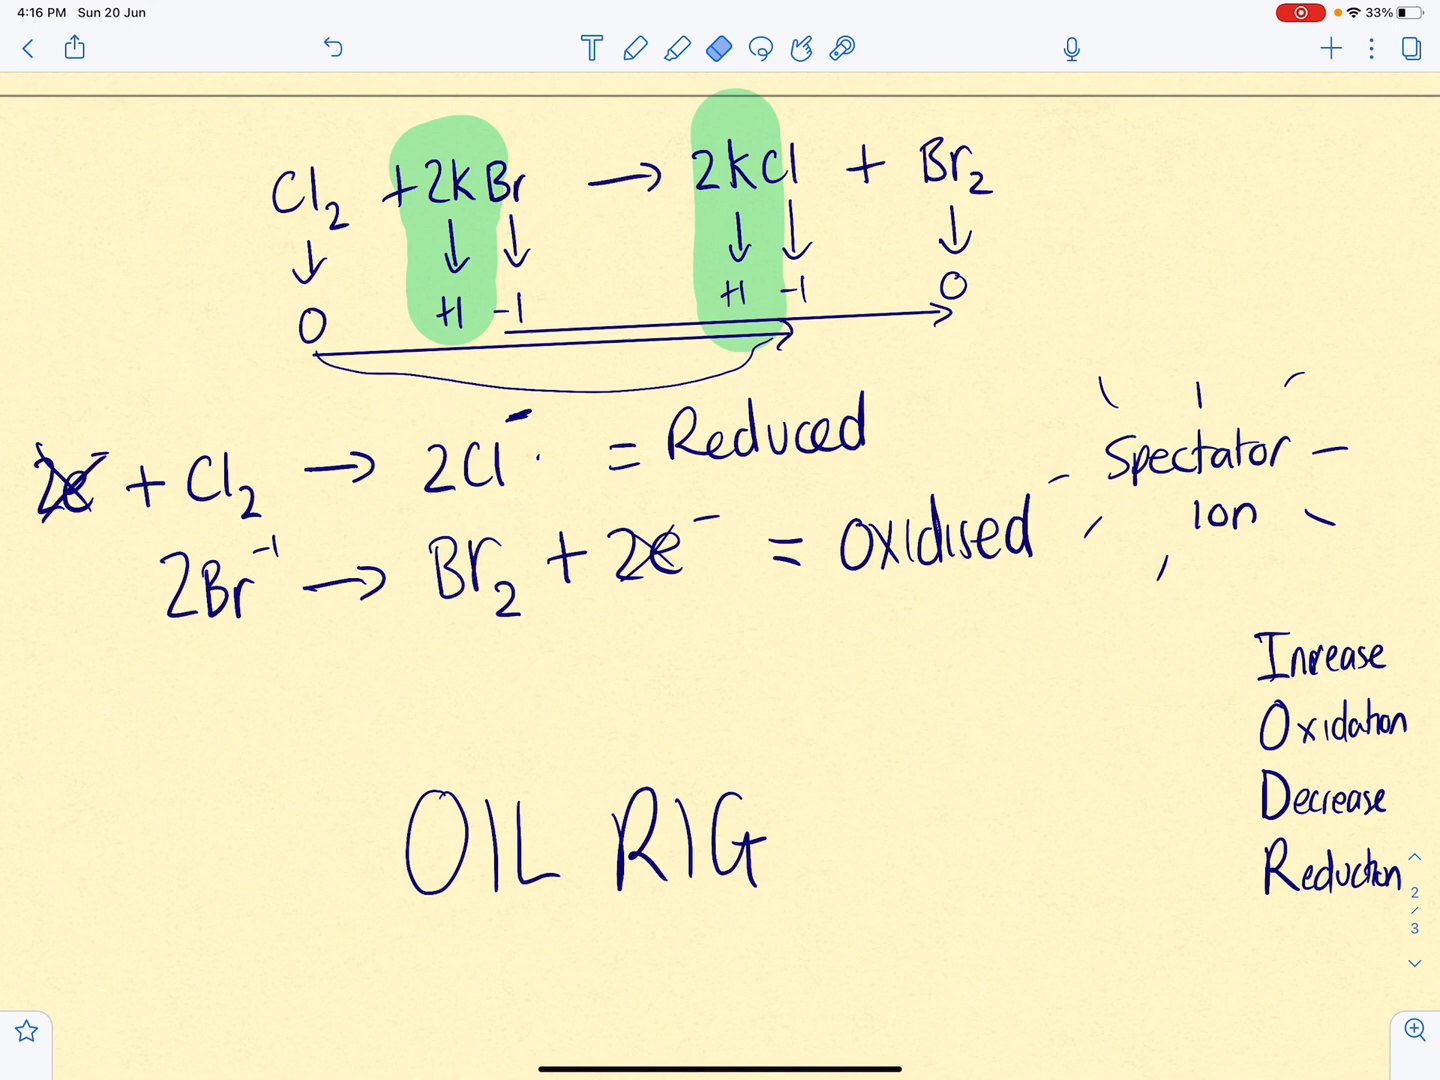 4:16 PM Sun 20 Jun
33%
Cl₂ +2KBr → 2KCl + Br₂
↓ ↓ ↓ ↓ ↓ ↓
0 +1 -1 +1 -1 0
2e⁻ + Cl₂ → 2Cl⁻ = Reduced
2Br⁻¹ → Br₂ + 2e⁻ = Oxidised
Spectator
Ion
Inrease
Oxidation
Decrease
Reduction
OIL RIG
2
/
3